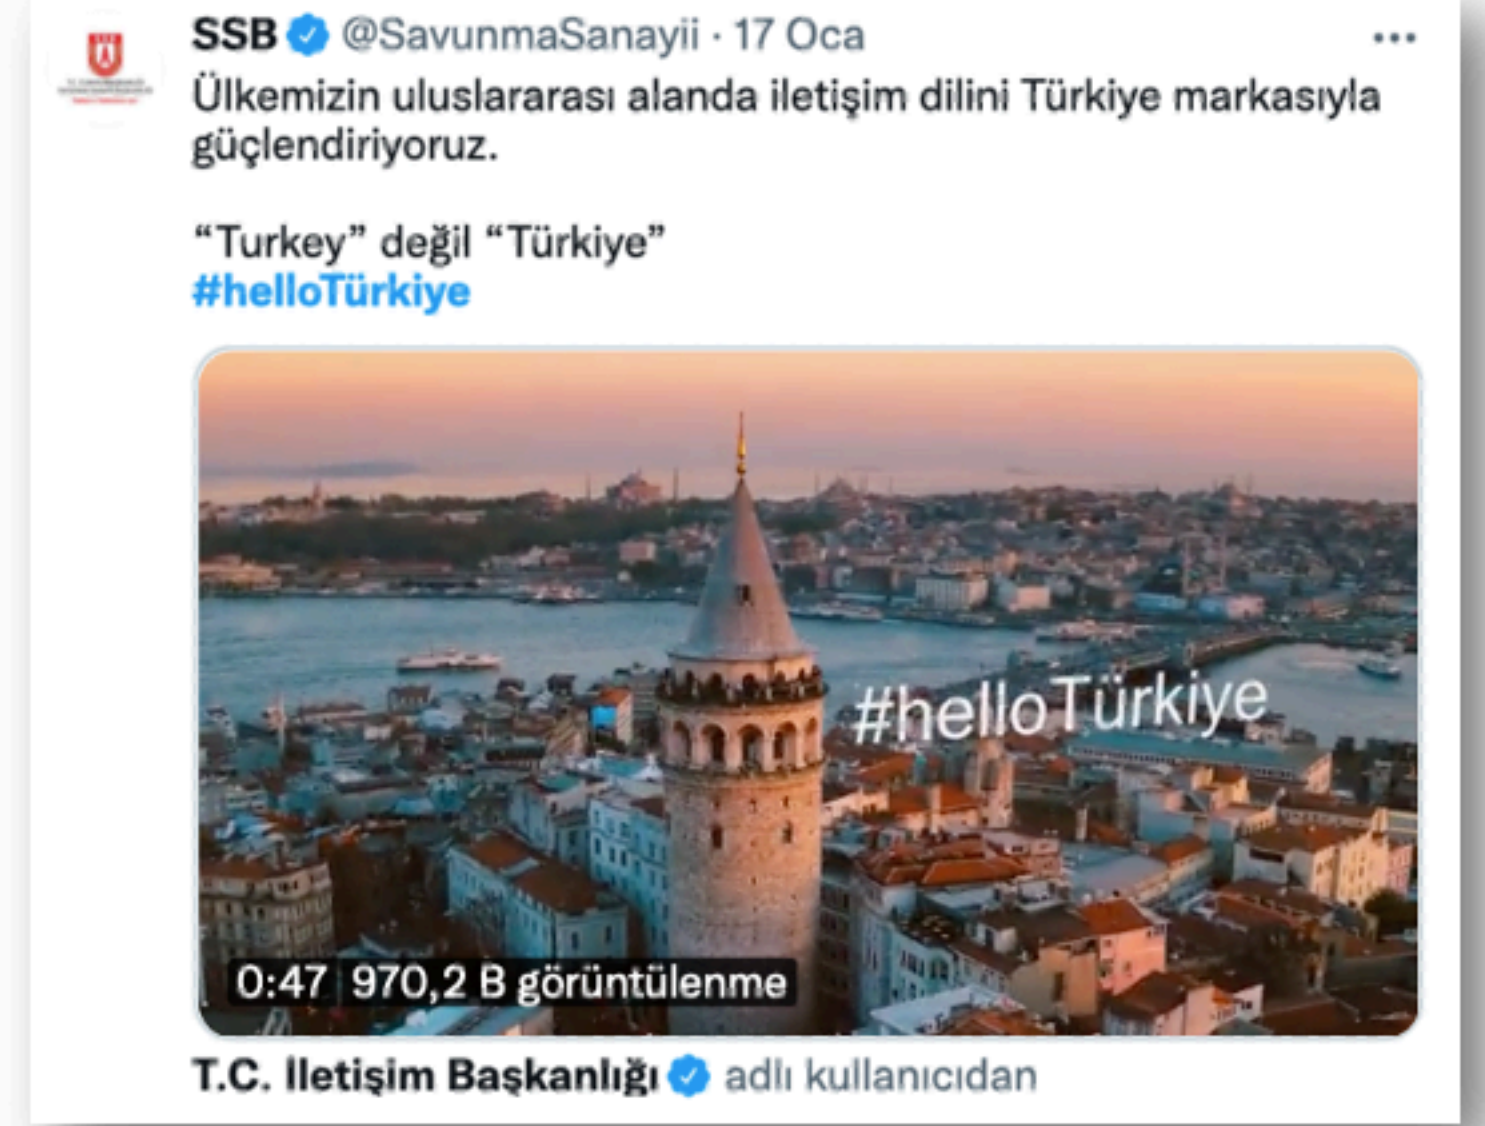 SSB @SavunmaSanayii · 17 Oca
Ülkemizin uluslararası alanda iletişim dilini Türkiye markasıyla
güçlendiriyoruz.
“Turkey” değil “Türkiye”
#helloTürkiye
#helloTürkiye
0:47 970,2 B görüntülenme
T.C. İletişim Başkanlığı adlı kullanıcıdan